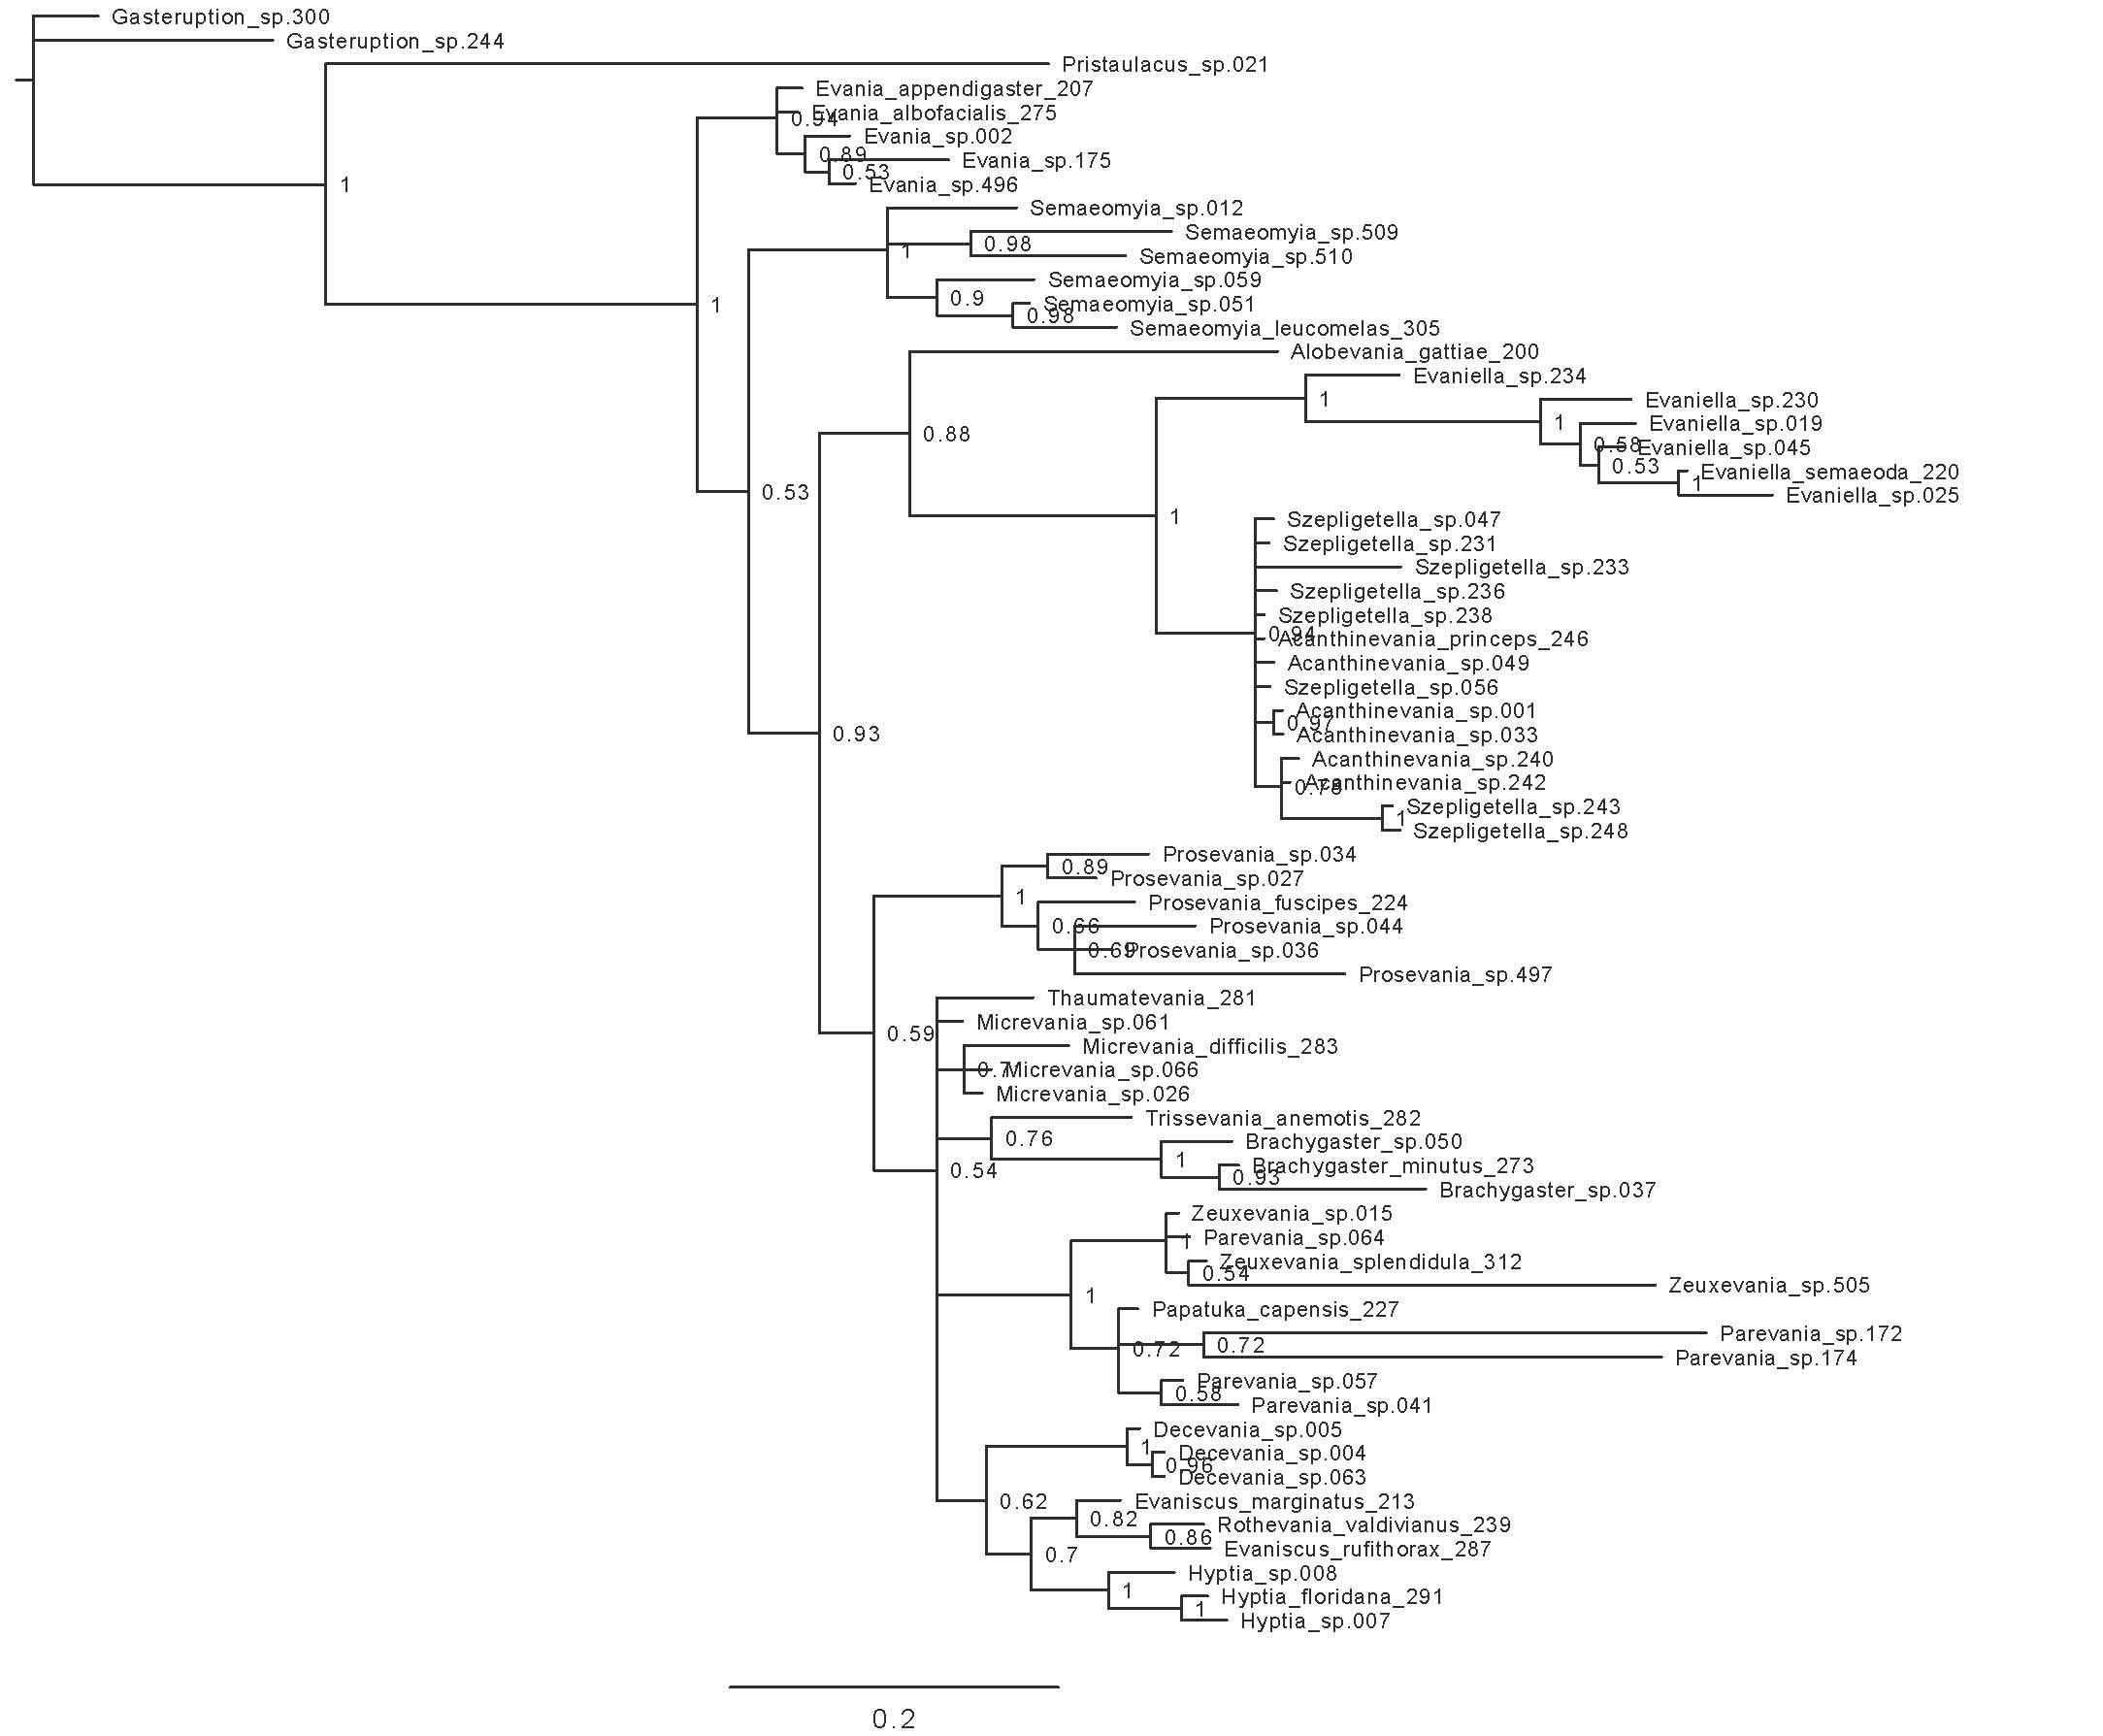 Gasteruption_sp.300
Gasteruption_sp.244
Pristaulacus_sp.021
Evania_appendigaster_207
Evania_albofacialis_275
0.94
Evania_sp.002
0.89
Evania_sp.175
0.53
Evania_sp.496
1
Semaeomyia_sp.012
Semaeomyia_sp.509
0.98
1
Semaeomyia_sp.510
Semaeomyia_sp.059
0.9
1
Semaeomyia_sp.051
0.98
Semaeomyia_leucomelas_305
Alobevania_gattiae_200
Evaniella_sp.234
1
Evaniella_sp.230
1
Evaniella_sp.019
0.88
0.58
Evaniella_sp.045
0.53
Evaniella_semaeoda_220
1
0.53
Evaniella_sp.025
1
Szepligetella_sp.047
Szepligetella_sp.231
Szepligetella_sp.233
Szepligetella_sp.236
Szepligetella_sp.238
0.94
Acanthinevania_princeps_246
Acanthinevania_sp.049
Szepligetella_sp.056
Acanthinevania_sp.001
0.97
0.93
Acanthinevania_sp.033
Acanthinevania_sp.240
Acanthinevania_sp.242
0.78
Szepligetella_sp.243
1
Szepligetella_sp.248
Prosevania_sp.034
0.89
Prosevania_sp.027
1
Prosevania_fuscipes_224
0.66
Prosevania_sp.044
0.69
Prosevania_sp.036
Prosevania_sp.497
Thaumatevania_281
Micrevania_sp.061
0.59
Micrevania_difficilis_283
Micrevania_sp.066
Micrevania_sp.026
Trissevania_anemotis_282
0.76
Brachygaster_sp.050
1
Brachygaster_minutus_273
0.54
0.93
Brachygaster_sp.037
Zeuxevania_sp.015
Parevania_sp.064
1
Zeuxevania_splendidula_312
0.54
Zeuxevania_sp.505
1
Papatuka_capensis_227
Parevania_sp.172
0.72
0.72
Parevania_sp.174
Parevania_sp.057
0.58
Parevania_sp.041
Decevania_sp.005
1
Decevania_sp.004
0.96
Decevania_sp.063
0.62
Evaniscus_marginatus_213
0.82
Rothevania_valdivianus_239
0.86
Evaniscus_rufithorax_287
0.7
Hyptia_sp.008
1
Hyptia_floridana_291
1
Hyptia_sp.007
0.2